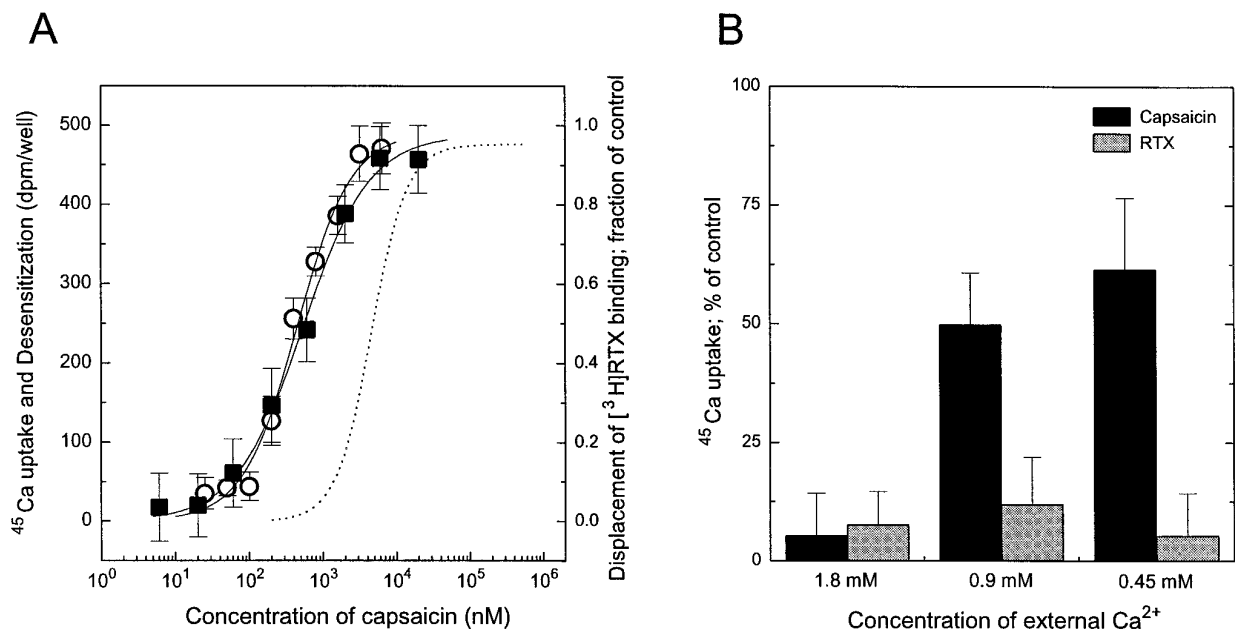 A
B
⁴⁵Ca uptake and Desensitization (dpm/well)
500
400
300
200
100
0
1.0
0.8
0.6
0.4
0.2
0.0
Displacement of [³H]RTX binding; fraction of control
10⁰ 10¹ 10² 10³ 10⁴ 10⁵ 10⁶
Concentration of capsaicin (nM)
⁴⁵Ca uptake; % of control
100
75
50
25
0
Capsaicin
RTX
1.8 mM 0.9 mM 0.45 mM
Concentration of external Ca²⁺